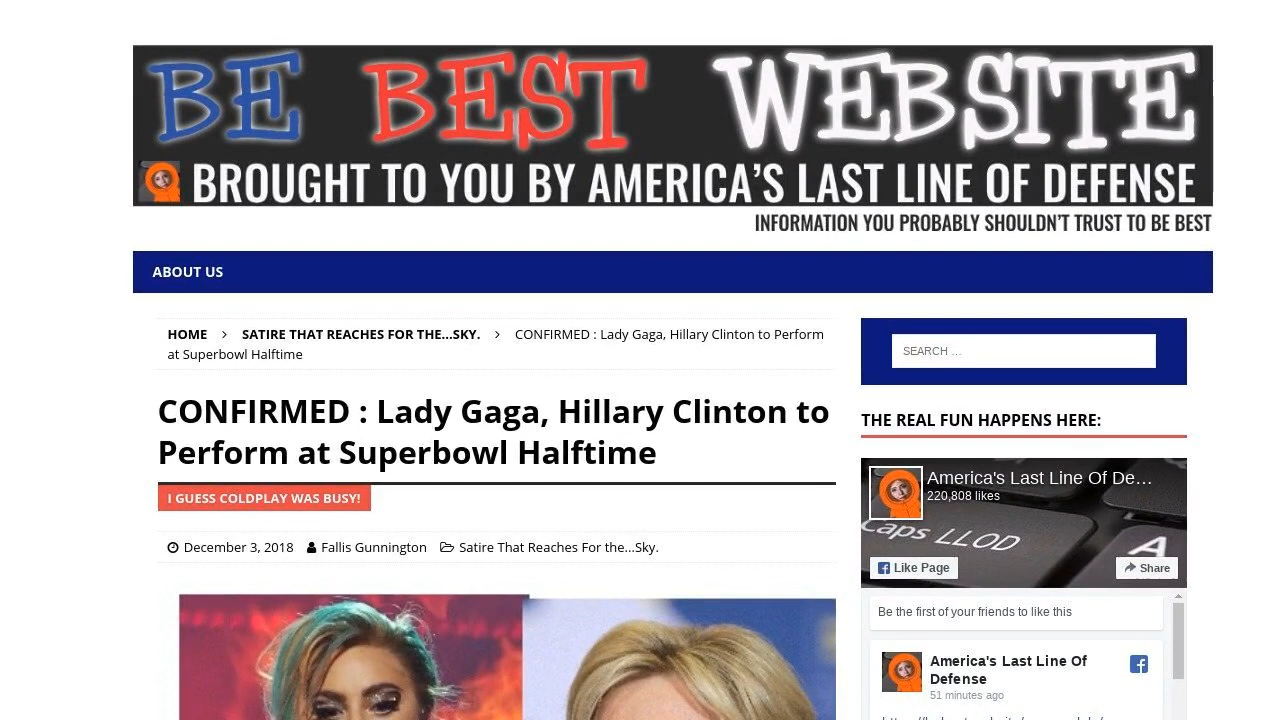 BE BEST WEBSITE
BROUGHT TO YOU BY AMERICA'S LAST LINE OF DEFENSE
INFORMATION YOU PROBABLY SHOULDN'T TRUST TO BE BEST
ABOUT US
HOME > SATIRE THAT REACHES FOR THE...SKY. > CONFIRMED : Lady Gaga, Hillary Clinton to Perform
at Superbowl Halftime
CONFIRMED : Lady Gaga, Hillary Clinton to
Perform at Superbowl Halftime
I GUESS COLDPLAY WAS BUSY!
December 3, 2018 Fallis Gunnington Satire That Reaches For the...Sky.
SEARCH …
THE REAL FUN HAPPENS HERE:
America's Last Line Of De...
220,808 likes
Caps LLOD
A
Like Page Share
Be the first of your friends to like this
America's Last Line Of
Defense
51 minutes ago